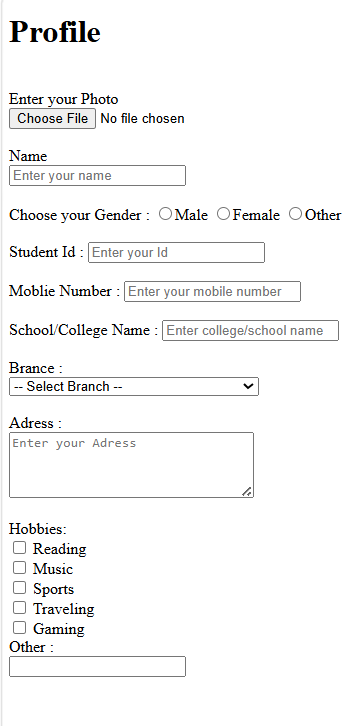 Profile
Enter your Photo
Choose File No file chosen
Name
Enter your name
Choose your Gender : Male Female Other
Student Id : Enter your Id
Moblie Number : Enter your mobile number
School/College Name : Enter college/school name
Brance :
-- Select Branch --
Adress :
Enter your Adress
Hobbies:
Reading
Music
Sports
Traveling
Gaming
Other :